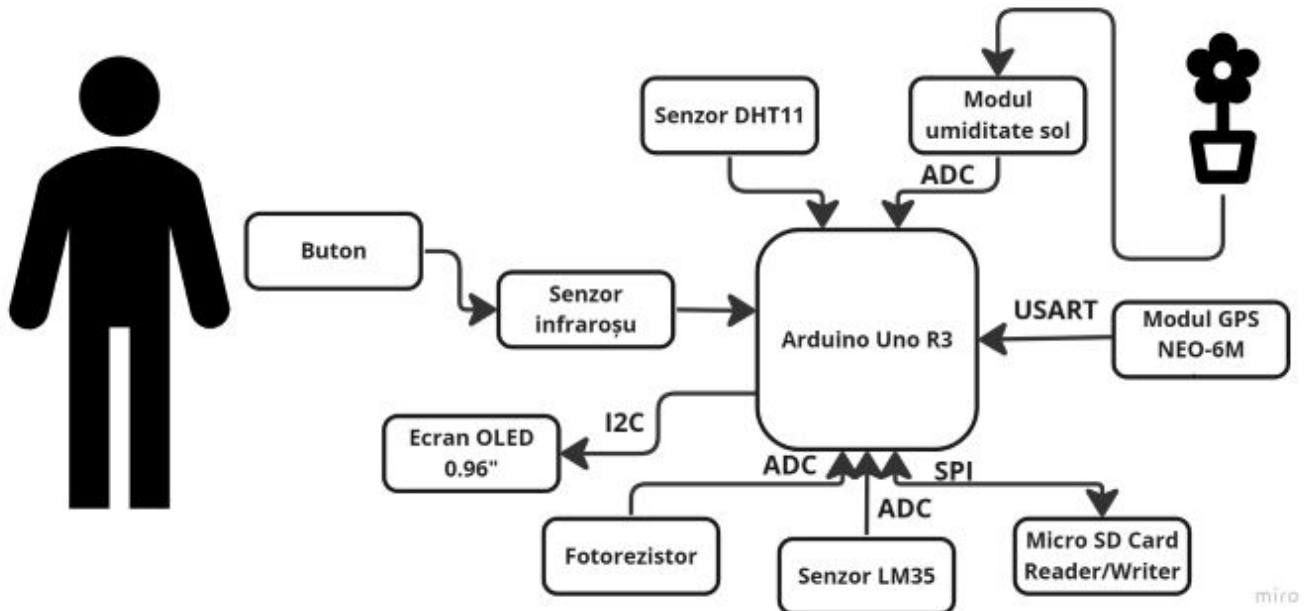 Senzor DHT11
Modul
umiditate sol
ADC
Buton
Senzor
infraroșu
Arduino Uno R3
USART
Modul GPS
NEO-6M
I2C
Ecran OLED
0.96"
ADC
SPI
ADC
Fotorezistor
Senzor LM35
Micro SD Card
Reader/Writer
miro